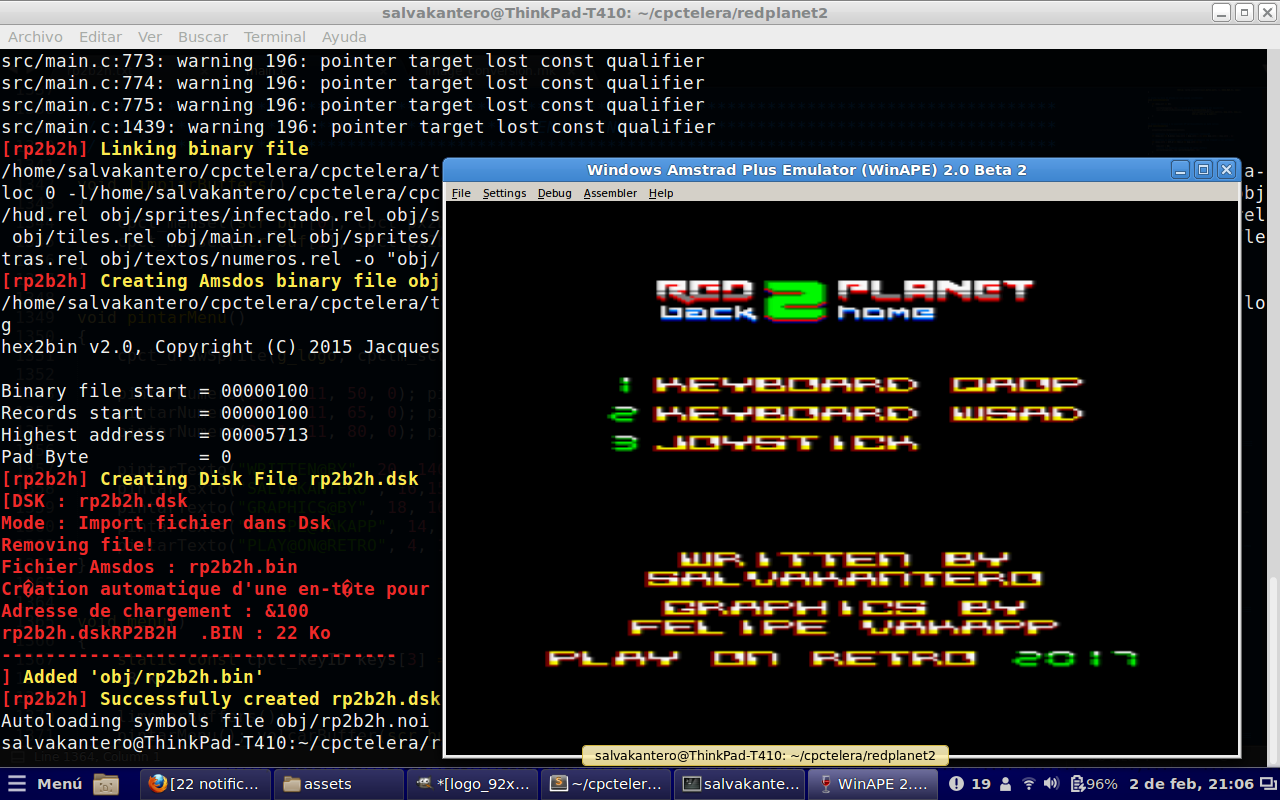 salvakantero@ThinkPad-T410: ~/cpctelera/redplanet2
Archivo Editar Ver Buscar Terminal Ayuda
src/main.c:773: warning 196: pointer target lost const qualifier
src/main.c:774: warning 196: pointer target lost const qualifier
src/main.c:775: warning 196: pointer target lost const qualifier
src/main.c:1439: warning 196: pointer target lost const qualifier
[rp2b2h] Linking binary file
/home/salvakantero/cpctelera/cpctelera/t
a-
loc 0 -l/home/salvakantero/cpctelera/cpc
obj
/hud.rel obj/sprites/infectado.rel obj/s
rel
obj/tiles.rel obj/main.rel obj/sprites/
le
tras.rel obj/textos/numeros.rel -o "obj/
[rp2b2h] Creating Amsdos binary file obj
/home/salvakantero/cpctelera/cpctelera/t
lo
g
hex2bin v2.0, Copyright (C) 2015 Jacques
Binary file start = 00000100
Records start = 00000100
Highest address = 00005713
Pad Byte = 0
[rp2b2h] Creating Disk File rp2b2h.dsk
[DSK : rp2b2h.dsk
Mode : Import fichier dans Dsk
Removing file!
Fichier Amsdos : rp2b2h.bin
Cr�ation automatique d'une en-t�te pour
Adresse de chargement : &100
rp2b2h.dskRP2B2H .BIN : 22 Ko
------------------------------------
] Added 'obj/rp2b2h.bin'
[rp2b2h] Successfully created rp2b2h.dsk
Autoloading symbols file obj/rp2b2h.noi
salvakantero@ThinkPad-T410:~/cpctelera/r
Windows Amstrad Plus Emulator (WinAPE) 2.0 Beta 2
File Settings Debug Assembler Help
RED 2 PLANET
back home
1 KEYBOARD QAOP
2 KEYBOARD WSAD
3 JOYSTICK
WRITTEN BY
SALVAKANTERO
GRAPHICS BY
FELIPE VAKAPP
PLAY ON RETRO 2017
salvakantero@ThinkPad-T410: ~/cpctelera/redplanet2
Menú [22 notific... assets *[logo_92x... ~/cpcteler... salvakante... WinAPE 2.... 19 96% 2 de feb, 21:06